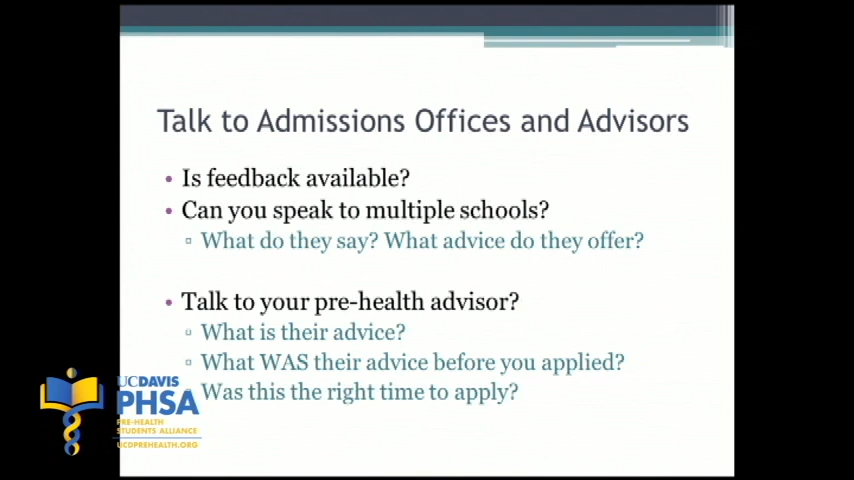 Talk to Admissions Offices and Advisors
• Is feedback available?
• Can you speak to multiple schools?
▫ What do they say? What advice do they offer?
• Talk to your pre-health advisor?
▫ What is their advice?
▫ What WAS their advice before you applied?
▫ Was this the right time to apply?
UCDAVIS
PHSA
PRE-HEALTH
STUDENTS ALLIANCE
UCDPREHEALTH.ORG